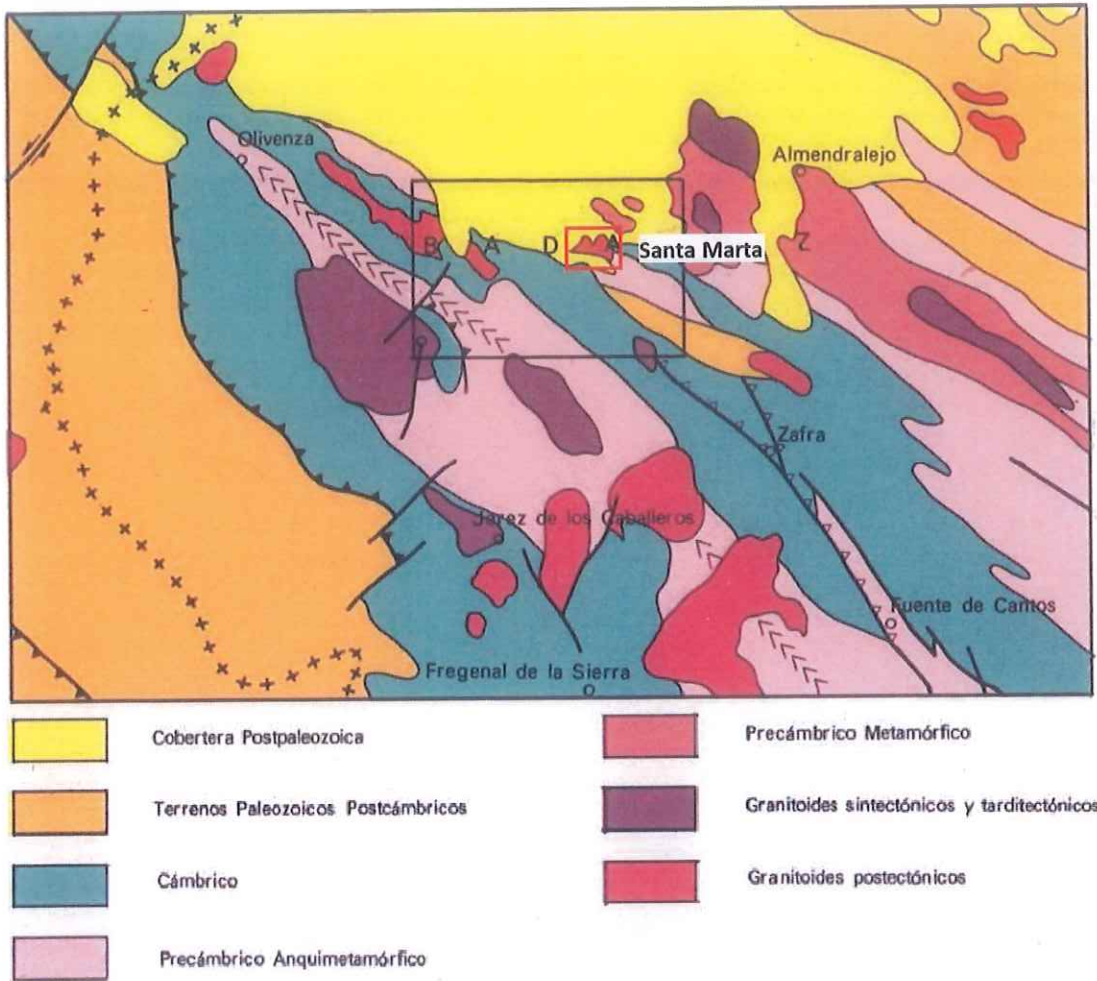 Olivenza
Almendralejo
B A D A Z
Santa Marta
Zafra
Jerez de los Caballeros
Fuente de Cantos
Fregenal de la Sierra
Cobertera Postpaleozoica
Precámbrico Metamórfico
Terrenos Paleozoicos Postcámbricos
Granitoides sintectónicos y tarditectónicos
Cámbrico
Granitoides postectónicos
Precámbrico Anquimetamórfico